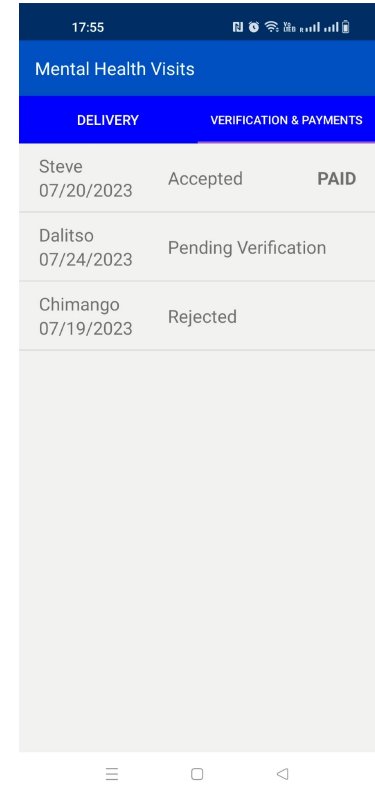 17:55
Mental Health Visits
DELIVERY
VERIFICATION & PAYMENTS
Steve
07/20/2023
Accepted
PAID
Dalitso
07/24/2023
Pending Verification
Chimango
07/19/2023
Rejected